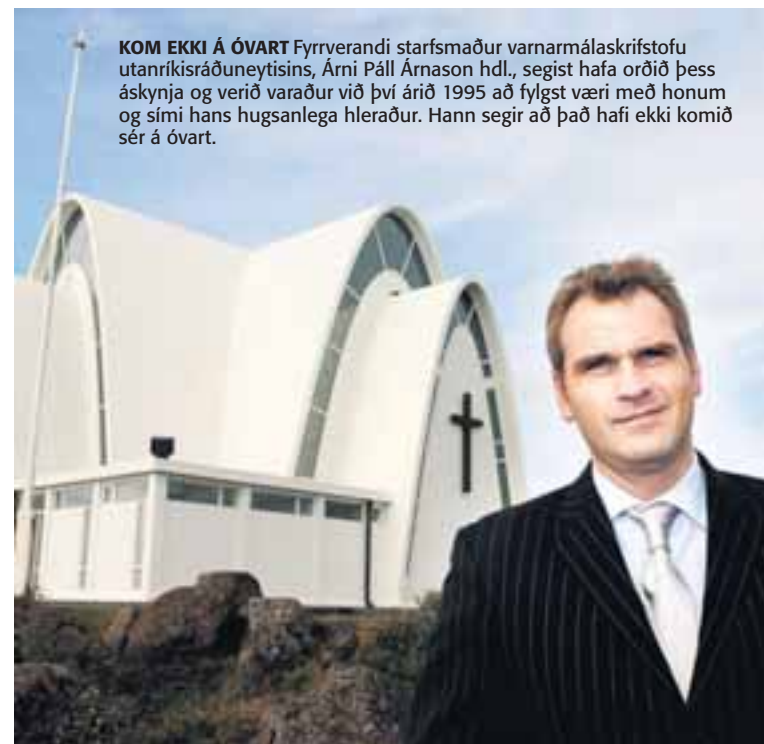 KOM EKKI Á ÓVART Fyrrverandi starfsmaður varnarmálaskrifstofu
utanríkisráðuneytisins, Árni Páll Árnason hdl., segist hafa orðið þess
áskynja og verið varaður við því árið 1995 að fylgst væri með honum
og sími hans hugsanlega hleraður. Hann segir að það hafi ekki komið
sér á óvart.